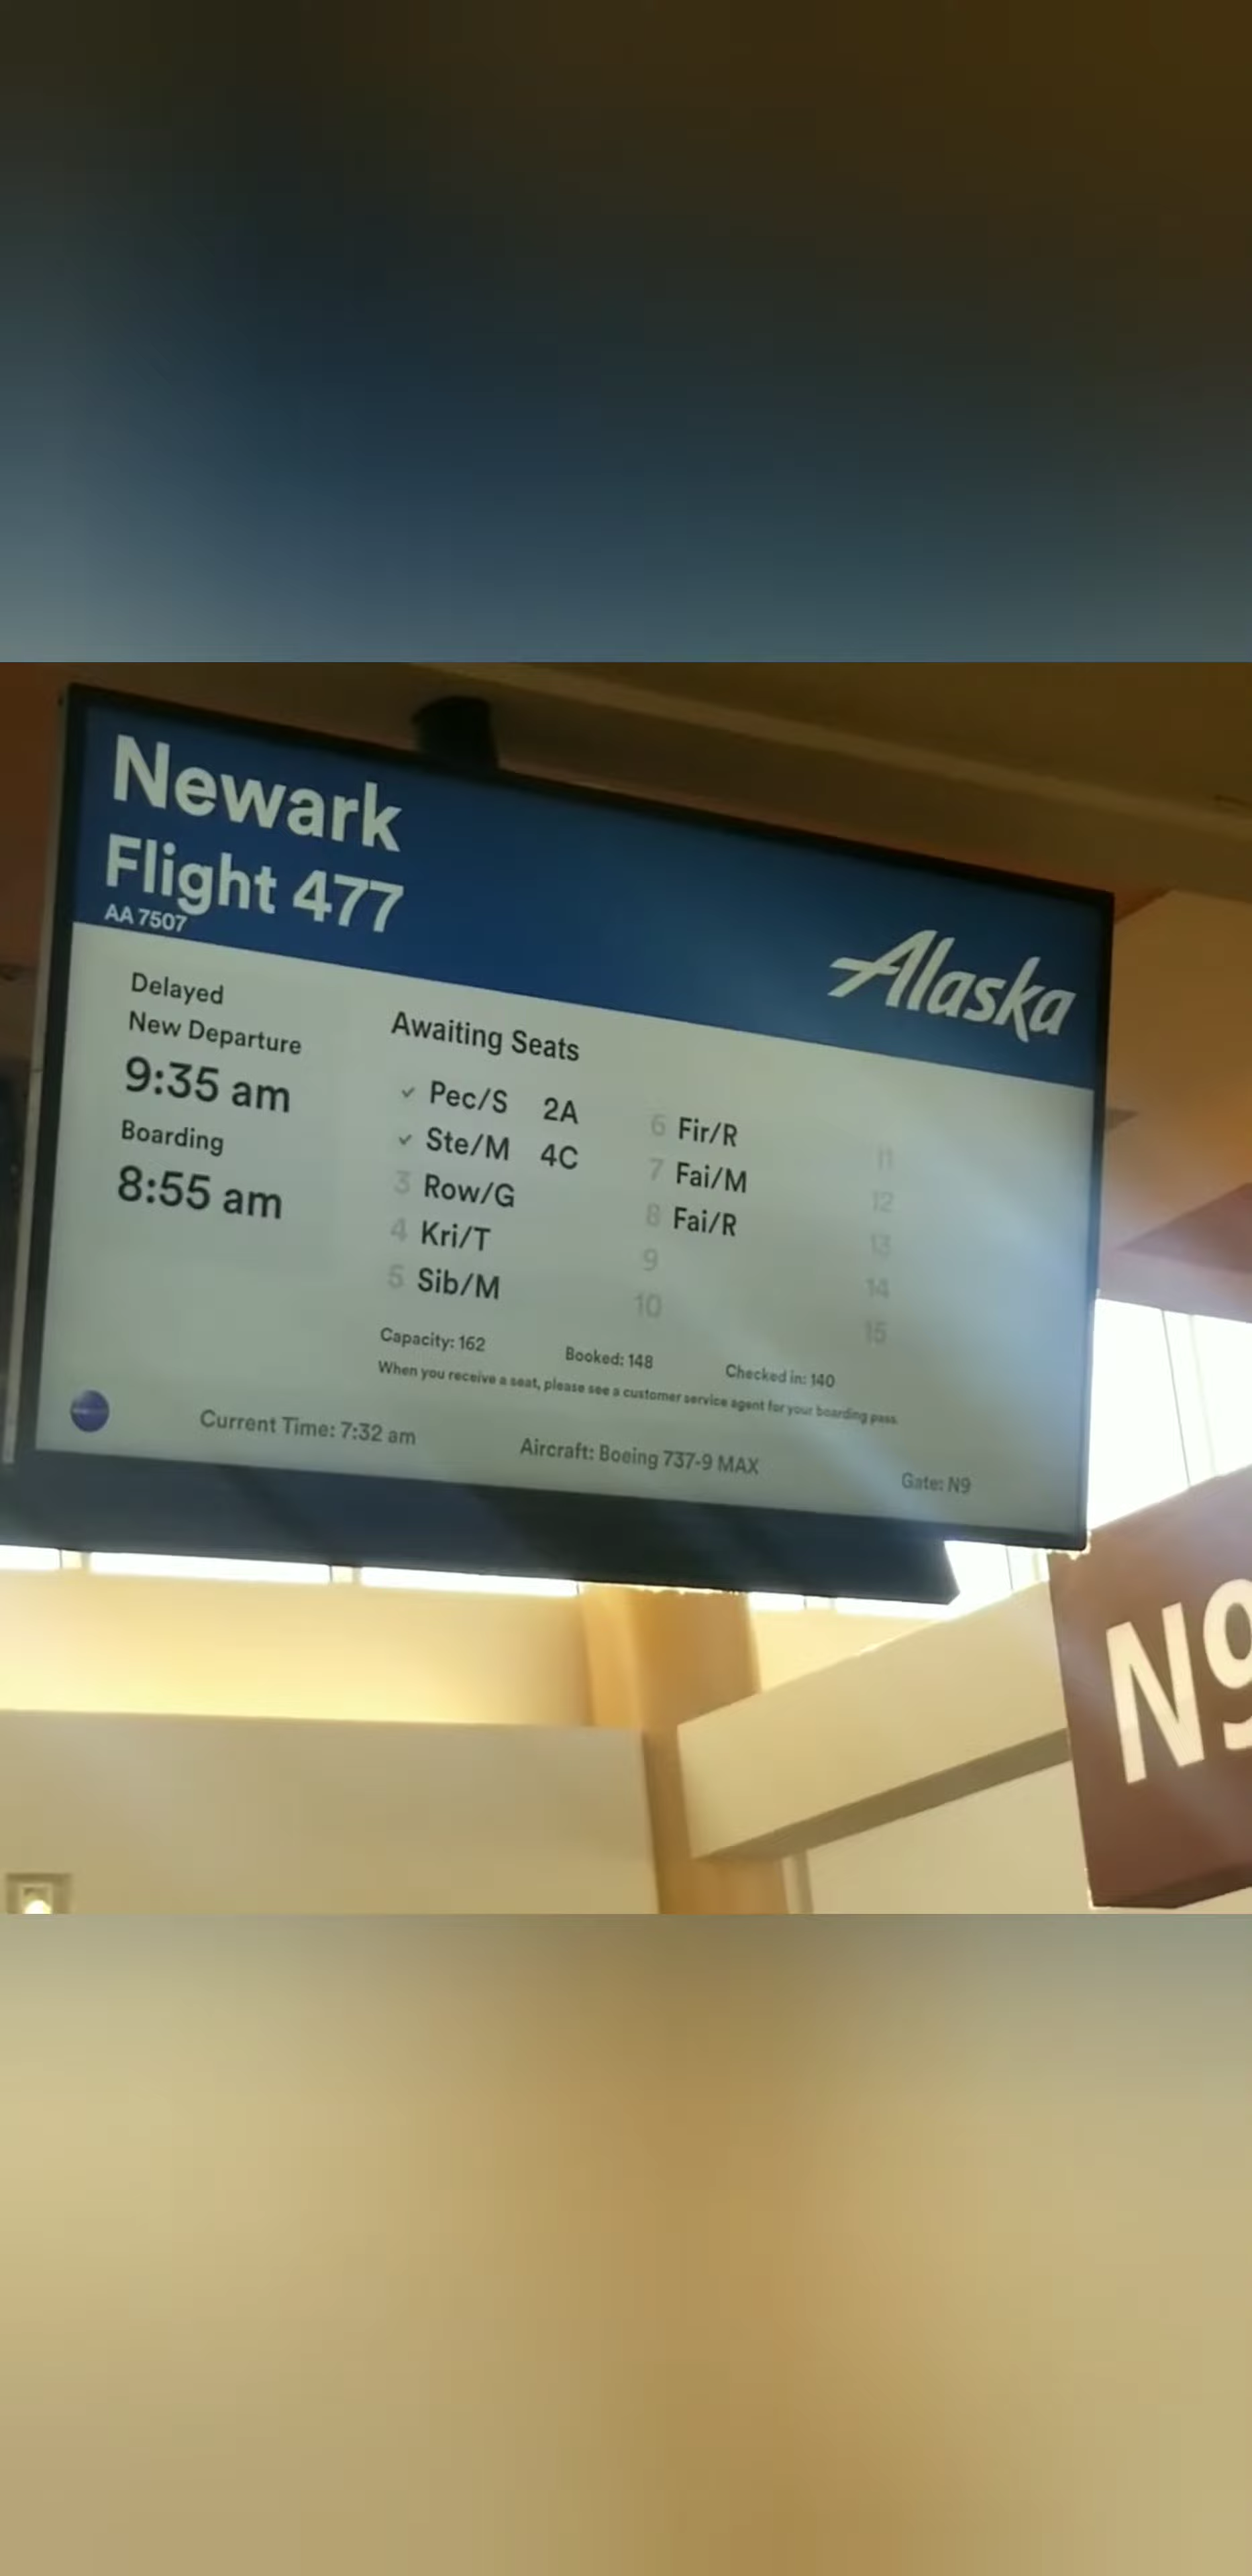 Newark
Flight 477
AA 7507
Alaska
Delayed
New Departure
9:35 am
Boarding
8:55 am
Awaiting Seats
✓ Pec/S 2A
✓ Ste/M 4C
3 Row/G
4 Kri/T
5 Sib/M
6 Fir/R
7 Fai/M
8 Fai/R
9
10
11
12
13
14
15
Capacity: 162 Booked: 148 Checked in: 140
When you receive a seat, please see a customer service agent for your boarding pass.
Current Time: 7:32 am Aircraft: Boeing 737-9 MAX Gate: N9
N9